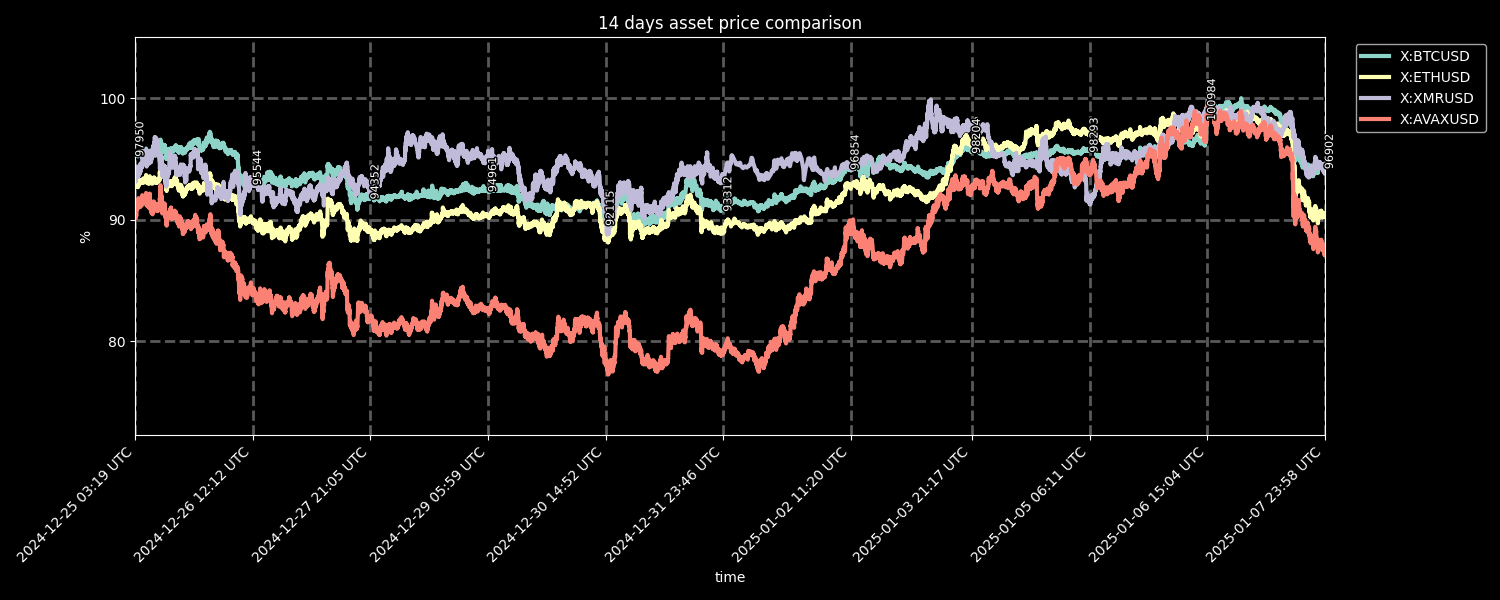 14 days asset price comparison
X:BTCUSD
X:ETHUSD
X:XMRUSD
X:AVAXUSD
100
90
80
%
97950
95544
94352
94961
92115
93312
96854
98204
98293
100984
96902
2024-12-25 03:19 UTC
2024-12-26 12:12 UTC
2024-12-27 21:05 UTC
2024-12-29 05:59 UTC
2024-12-30 14:52 UTC
2024-12-31 23:46 UTC
2025-01-02 11:20 UTC
2025-01-03 21:17 UTC
2025-01-05 06:11 UTC
2025-01-06 15:04 UTC
2025-01-07 23:58 UTC
time